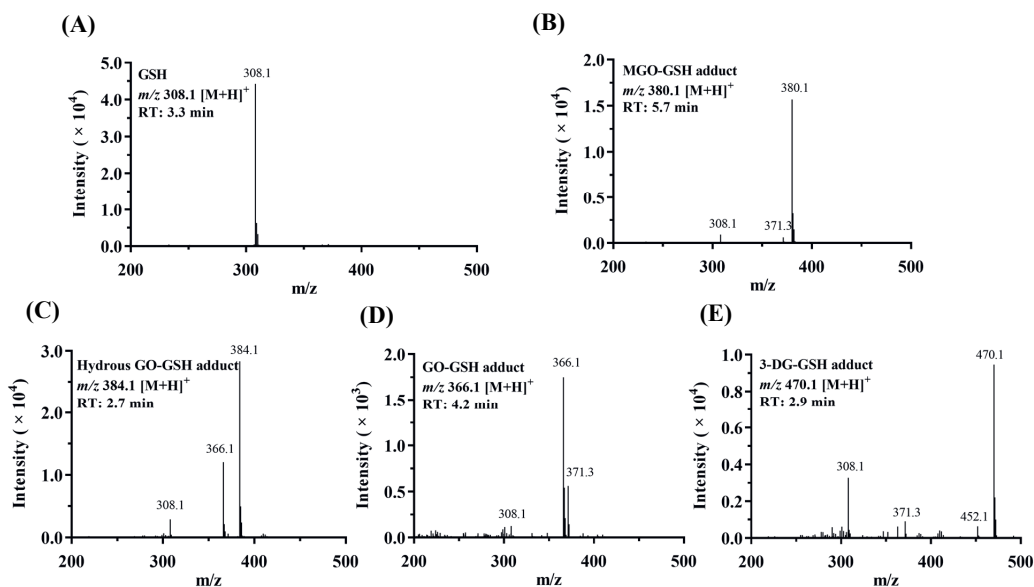 (A)
GSH
m/z 308.1 [M+H]+
RT: 3.3 min
308.1
Intensity ( × 10⁴)
5.0
4.0
3.0
2.0
1.0
0.0
200
300
400
500
m/z
(B)
MGO-GSH adduct
m/z 380.1 [M+H]+
RT: 5.7 min
380.1
308.1
371.3
Intensity ( × 10⁴)
2.0
1.5
1.0
0.5
0.0
200
300
400
500
m/z
(C)
Hydrous GO-GSH adduct
m/z 384.1 [M+H]+
RT: 2.7 min
384.1
366.1
308.1
Intensity ( × 10⁴)
3.0
2.0
1.0
0.0
200
300
400
500
m/z
(D)
GO-GSH adduct
m/z 366.1 [M+H]+
RT: 4.2 min
366.1
371.3
308.1
Intensity ( × 10³)
2.0
1.5
1.0
0.5
0.0
200
300
400
500
m/z
(E)
3-DG-GSH adduct
m/z 470.1 [M+H]+
RT: 2.9 min
470.1
308.1
371.3
452.1
Intensity ( × 10⁴)
1.0
0.8
0.6
0.4
0.2
0.0
200
300
400
500
m/z